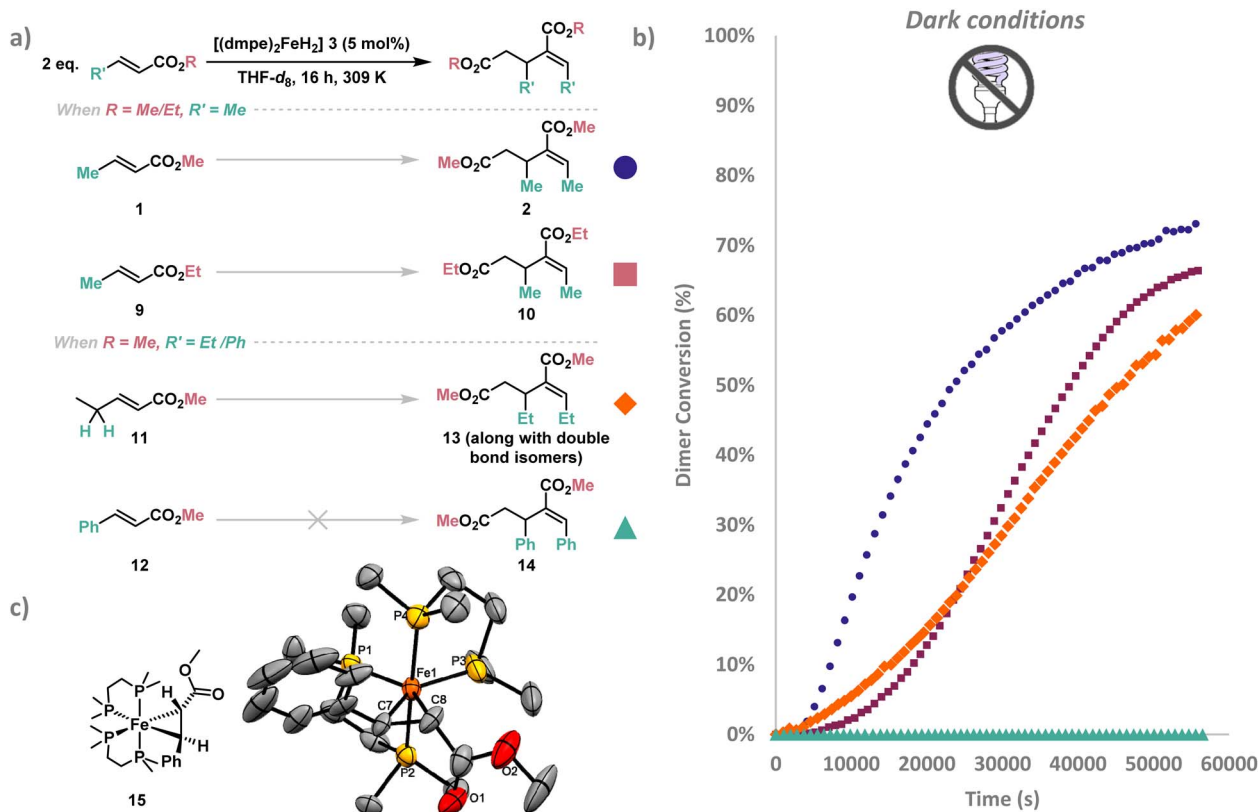 a)
2 eq.
R'
CO₂R
[(dmpe)₂FeH₂] 3 (5 mol%)
THF-d₈, 16 h, 309 K
CO₂R
RO₂C
R' R'
When R = Me/Et, R' = Me
Me
CO₂Me
1
CO₂Me
MeO₂C
Me Me
2
Me
CO₂Et
9
CO₂Et
EtO₂C
Me Me
10
When R = Me, R' = Et /Ph
CO₂Me
H H
11
CO₂Me
MeO₂C
Et Et
13 (along with double
bond isomers)
Ph
CO₂Me
12
CO₂Me
MeO₂C
Ph Ph
14
b)
Dark conditions
100%
90%
80%
70%
60%
50%
40%
30%
20%
10%
0%
Dimer Conversion (%)
0 10000 20000 30000 40000 50000 60000
Time (s)
c)
O
H
P
O
P
Fe
P
H
P
Ph
15
P4
P1
Fe1
P3
C7
C8
P2
O2
O1